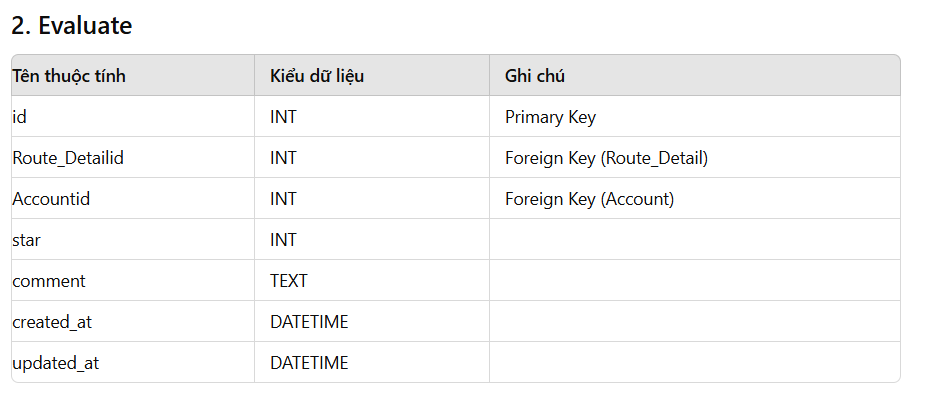 2. Evaluate
Tên thuộc tính Kiểu dữ liệu Ghi chú
id INT Primary Key
Route_Detailid INT Foreign Key (Route_Detail)
Accountid INT Foreign Key (Account)
star INT
comment TEXT
created_at DATETIME
updated_at DATETIME